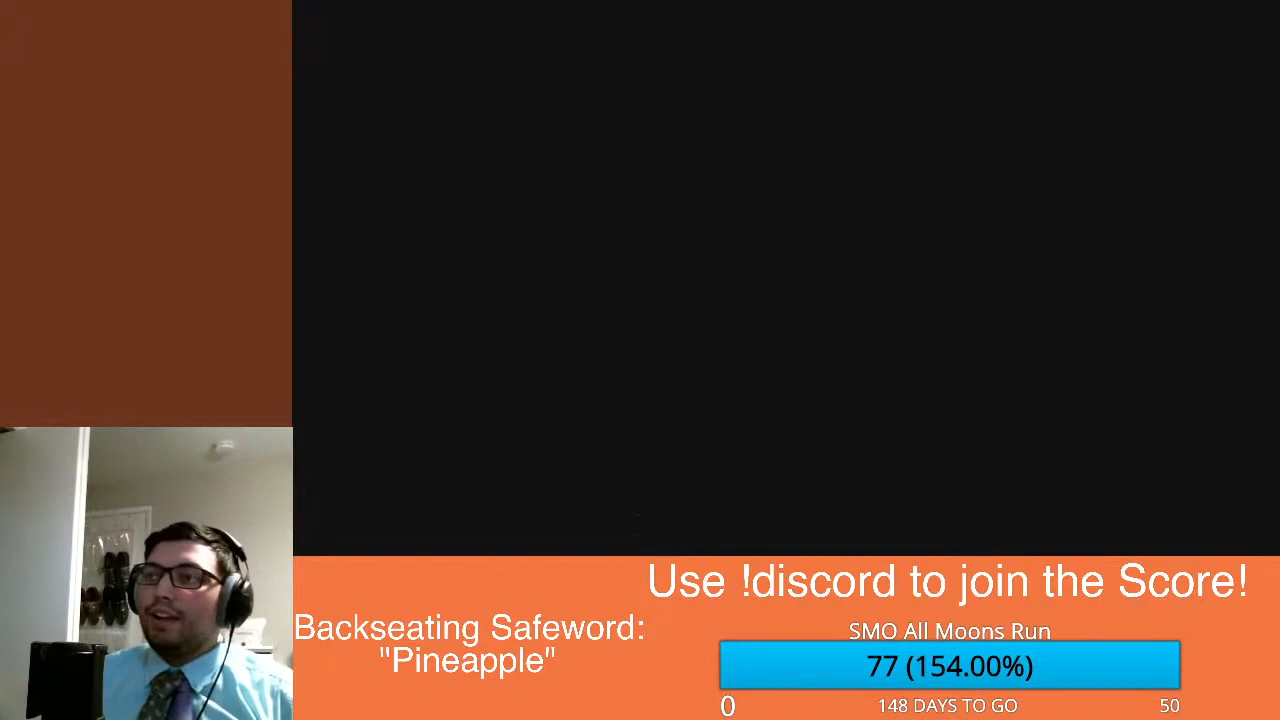 Use !discord to join the Score!
Backseating Safeword:
"Pineapple"
SMO All Moons Run
77 (154.00%)
0 148 DAYS TO GO 50